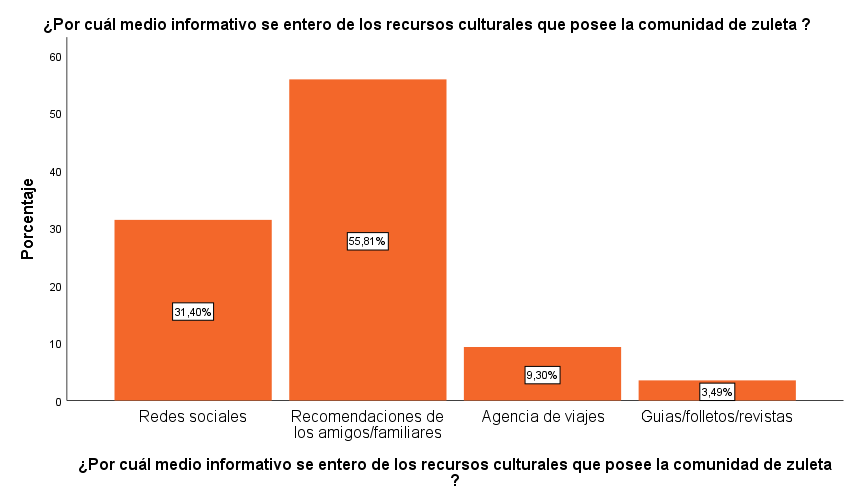 ¿Por cuál medio informativo se entero de los recursos culturales que posee la comunidad de zuleta ?
60
50
40
30
20
10
0
Porcentaje
31,40%
55,81%
9,30%
3,49%
Redes sociales
Recomendaciones de
los amigos/familiares
Agencia de viajes
Guias/folletos/revistas
¿Por cuál medio informativo se entero de los recursos culturales que posee la comunidad de zuleta
?